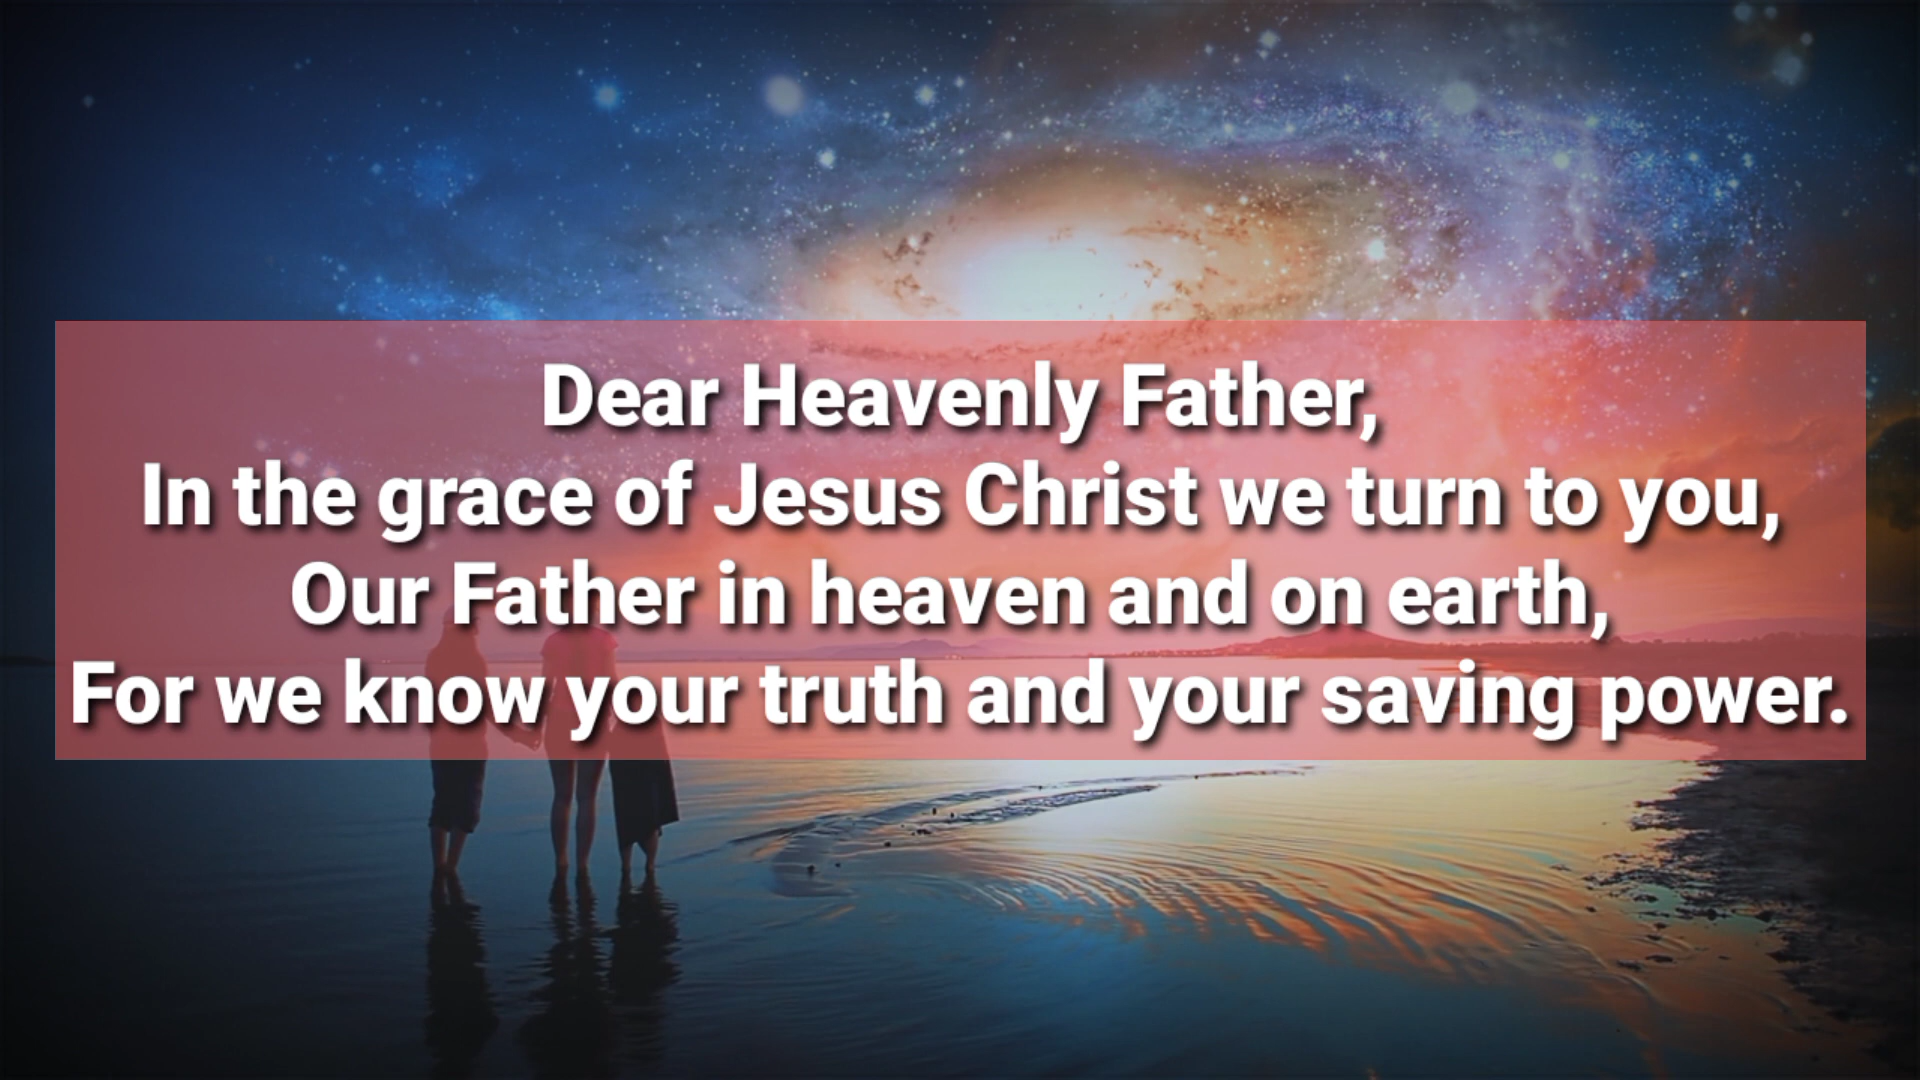 Dear Heavenly Father,
In the grace of Jesus Christ we turn to you,
Our Father in heaven and on earth,
For we know your truth and your saving power.